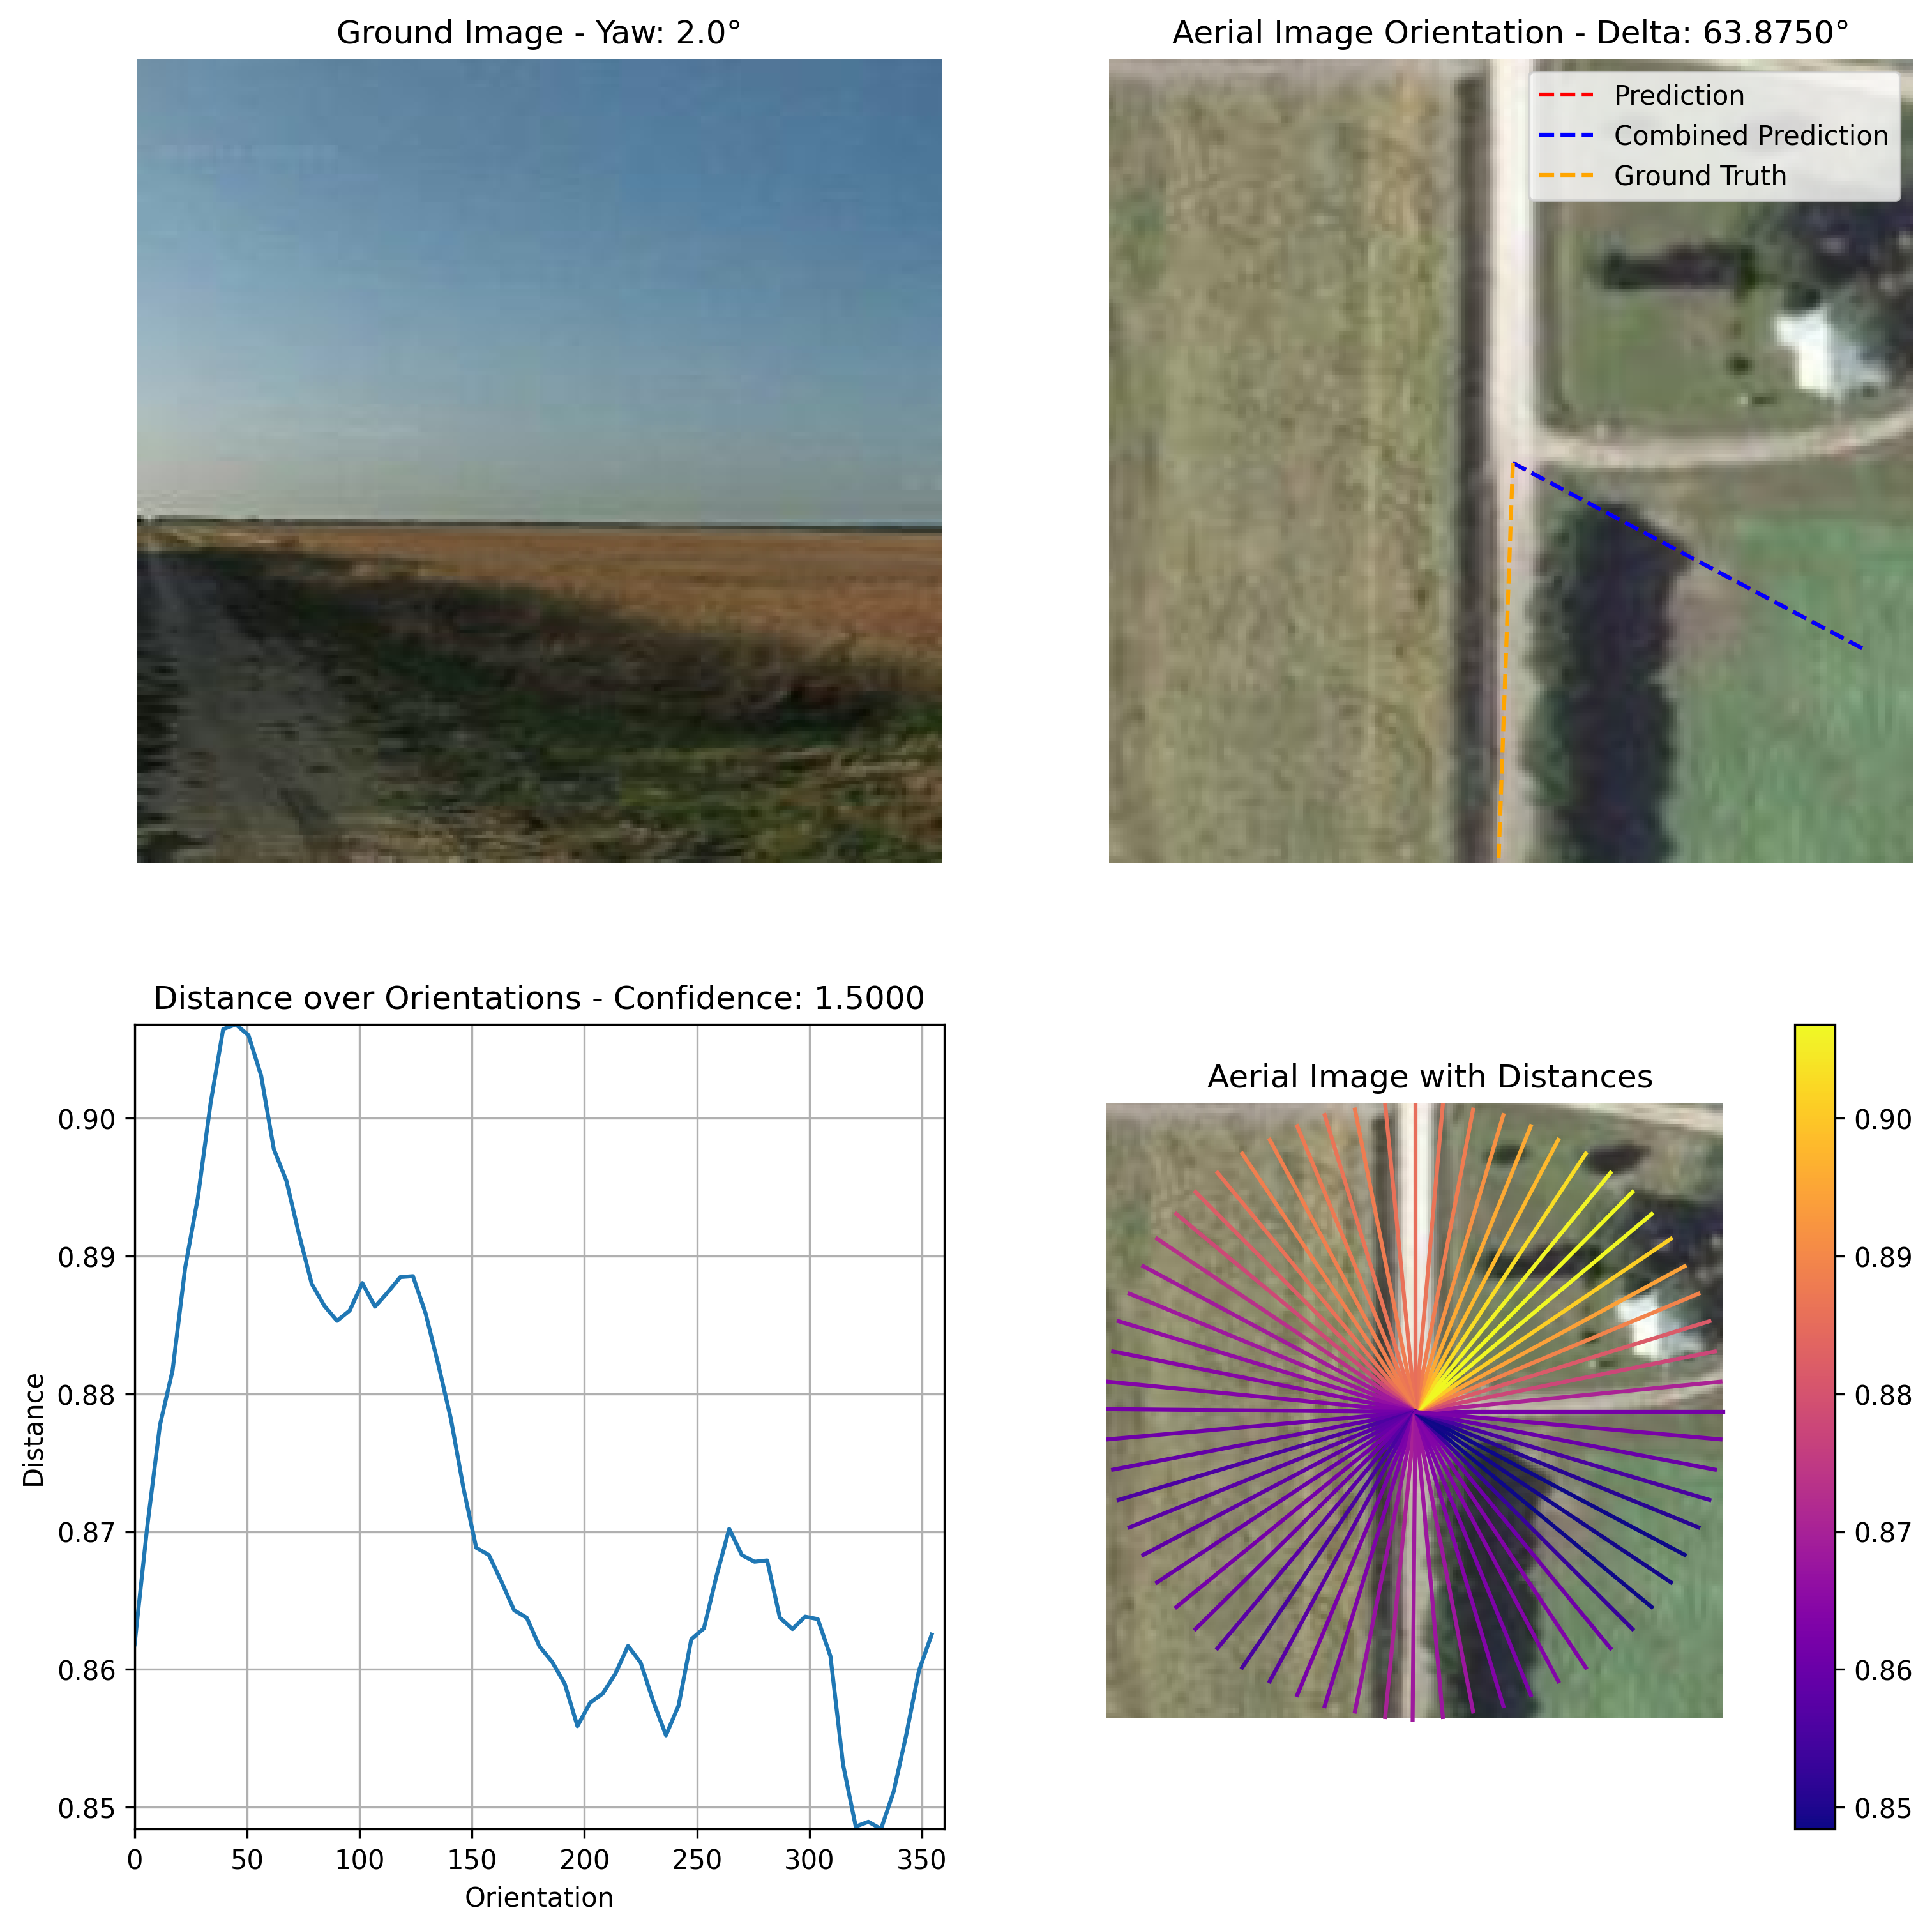 Ground Image - Yaw: 2.0°
Aerial Image Orientation - Delta: 63.8750°
Prediction
Combined Prediction
Ground Truth
Distance over Orientations - Confidence: 1.5000
0.90
0.89
0.88
0.87
0.86
0.85
Distance
0 50 100 150 200 250 300 350
Orientation
Aerial Image with Distances
0.90
0.89
0.88
0.87
0.86
0.85